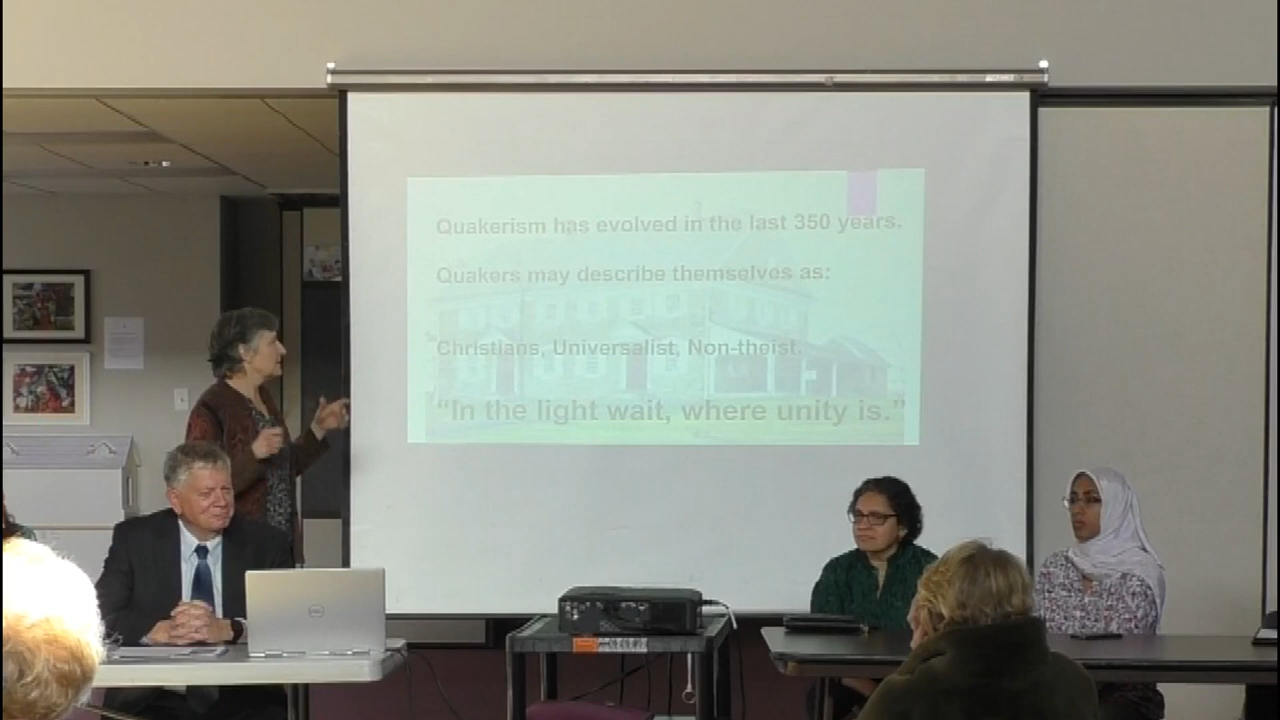 Quakerism has evolved in the last 350 years.
Quakers may describe themselves as:
Christians, Universalist, Non-theist.
“In the light wait, where unity is.”
DELL